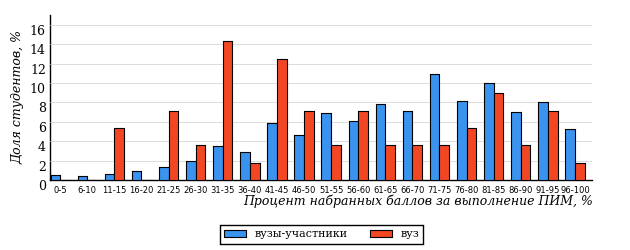 Доля студентов, %
16
14
12
10
8
6
4
2
0
0-5 6-10 11-15 16-20 21-25 26-30 31-35 36-40 41-45 46-50 51-55 56-60 61-65 66-70 71-75 76-80 81-85 86-90 91-95 96-100
Процент набранных баллов за выполнение ПИМ, %
вузы-участники вуз